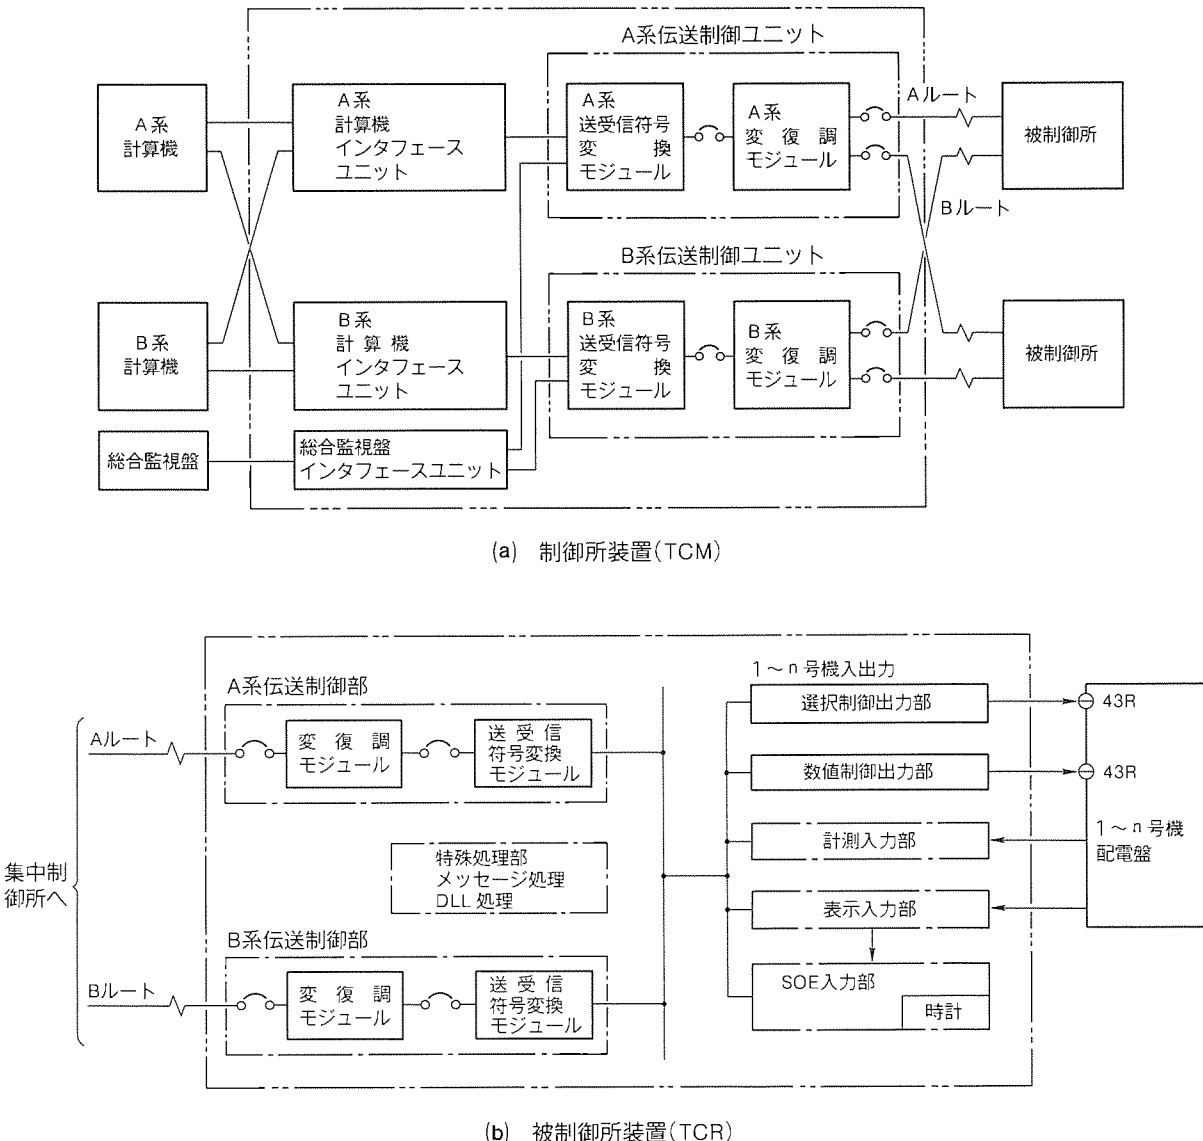 A系伝送制御ユニット
A系
計算機
A系
計算機
インタフェース
ユニット
A系
送受信符号
変換
モジュール
A系
変復調
モジュール
Aルート
被制御所
Bルート
B系伝送制御ユニット
B系
計算機
B系
計算機
インタフェース
ユニット
B系
送受信符号
変換
モジュール
B系
変復調
モジュール
被制御所
総合監視盤
総合監視盤
インタフェースユニット
(a) 制御所装置(TCM)
集中制
御所へ
Aルート
A系伝送制御部
変復調
モジュール
送受信
符号変換
モジュール
特殊処理部
メッセージ処理
DLL 処理
Bルート
B系伝送制御部
変復調
モジュール
送受信
符号変換
モジュール
1〜n号機入出力
選択制御出力部
43R
数値制御出力部
43R
計測入力部
1〜n号機
配電盤
表示入力部
SOE入力部
時計
(b) 被制御所装置(TCR)